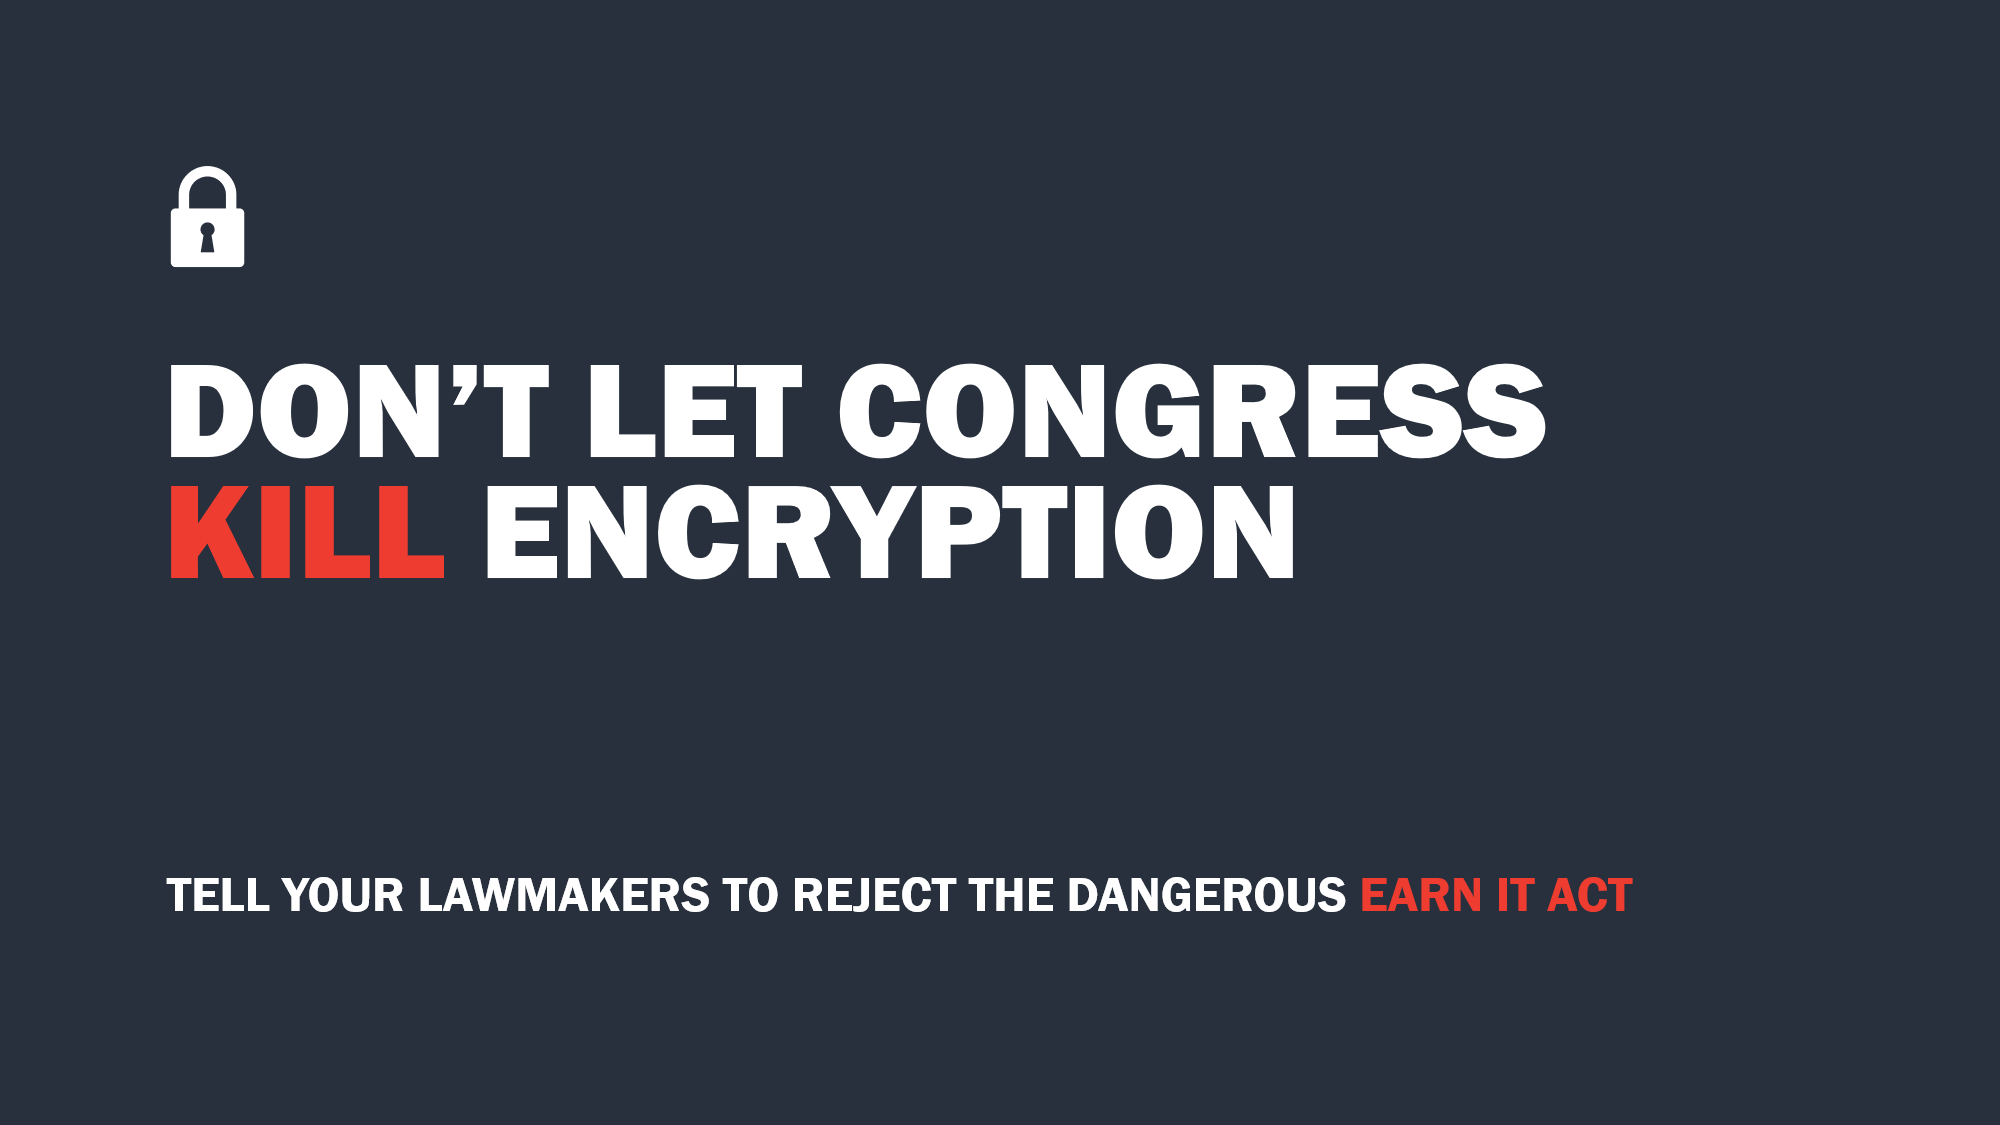 DON’T LET CONGRESS
KILL ENCRYPTION
TELL YOUR LAWMAKERS TO REJECT THE DANGEROUS EARN IT ACT